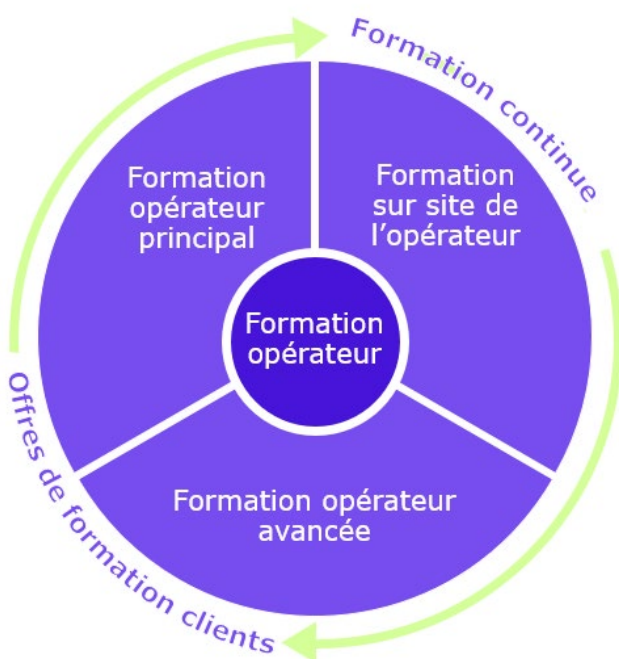 Formation continue
Formation
opérateur
principal
Formation
sur site de
l’opérateur
Formation
opérateur
Formation opérateur
avancée
Offres de formation clients